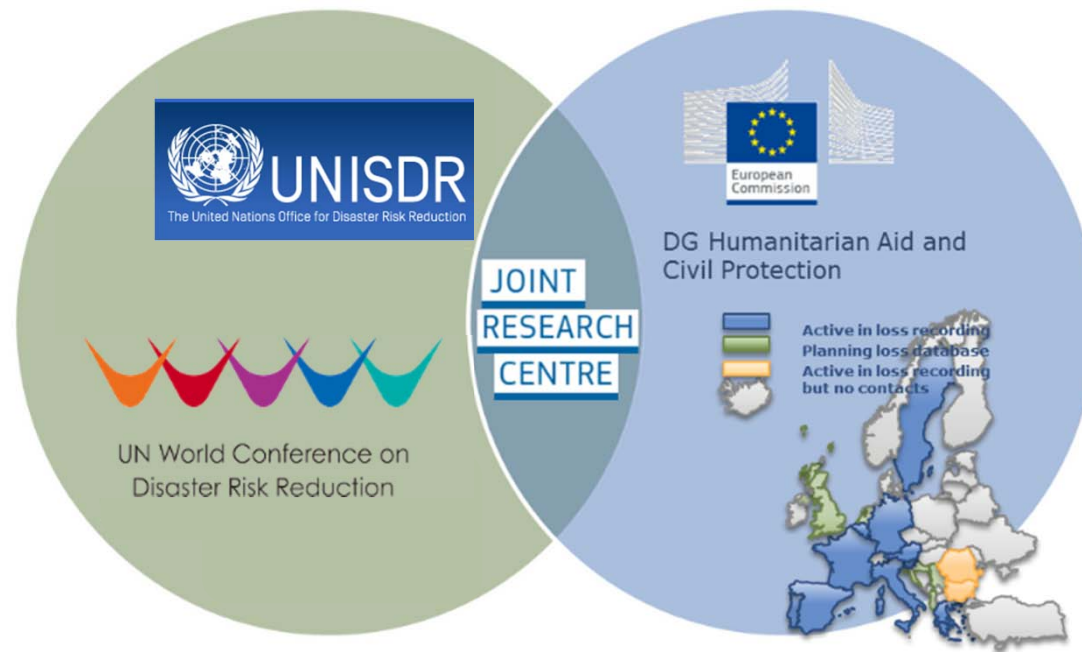 UNISDR
The United Nations Office for Disaster Risk Reduction
UN World Conference on
Disaster Risk Reduction
JOINT
RESEARCH
CENTRE
European
Commission
DG Humanitarian Aid and
Civil Protection
Active in loss recording
Planning loss database
Active in loss recording
but no contacts